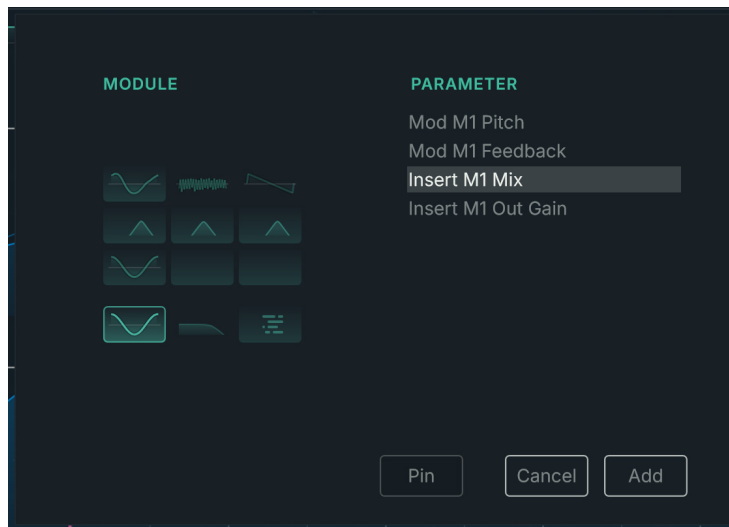 MODULE
PARAMETER
Mod M1 Pitch
Mod M1 Feedback
Insert M1 Mix
Insert M1 Out Gain
Pin
Cancel
Add